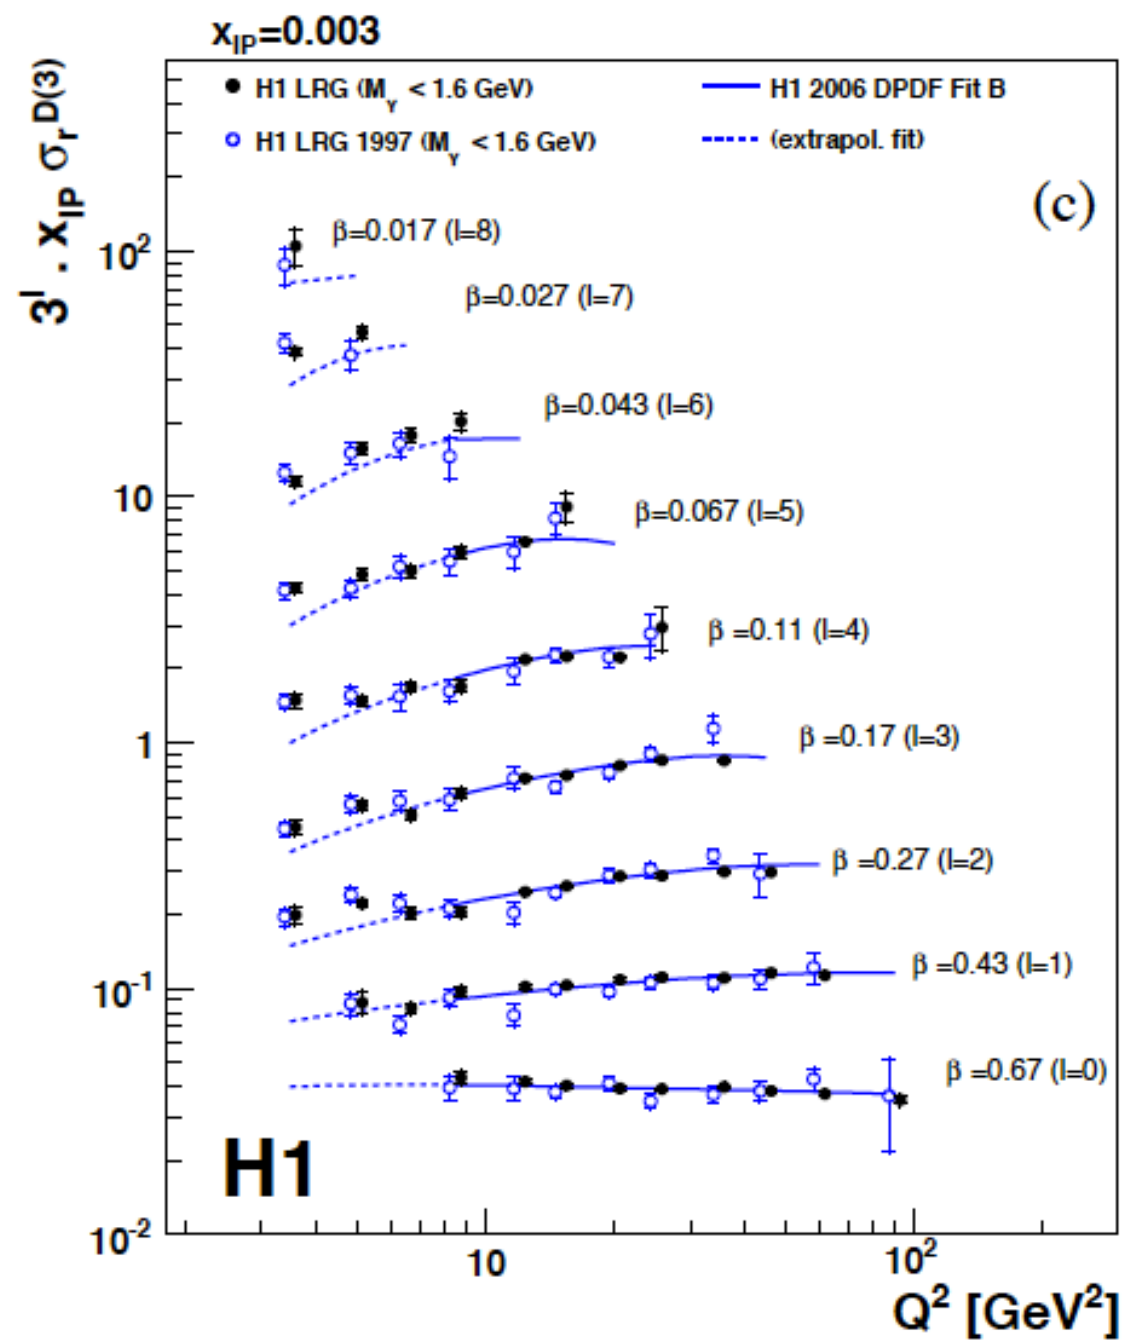 x_IP=0.003
3^l · x_IP σ_r^D(3)
H1 LRG (M_Y < 1.6 GeV)
H1 2006 DPDF Fit B
H1 LRG 1997 (M_Y < 1.6 GeV)
(extrapol. fit)
(c)
β=0.017 (l=8)
10^2
β=0.027 (l=7)
β=0.043 (l=6)
10
β=0.067 (l=5)
β =0.11 (l=4)
1
β =0.17 (l=3)
β =0.27 (l=2)
10^-1
β =0.43 (l=1)
β =0.67 (l=0)
H1
10^-2
10
10^2
Q^2 [GeV^2]